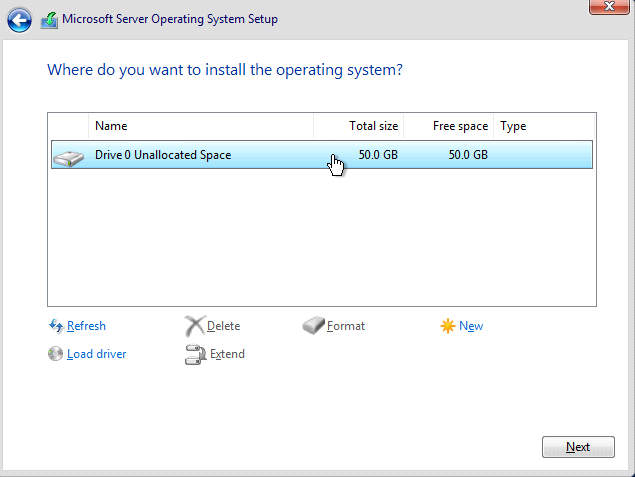 Microsoft Server Operating System Setup
Where do you want to install the operating system?
Name Total size Free space Type
Drive 0 Unallocated Space 50.0 GB 50.0 GB
Refresh Delete Format New
Load driver Extend
Next